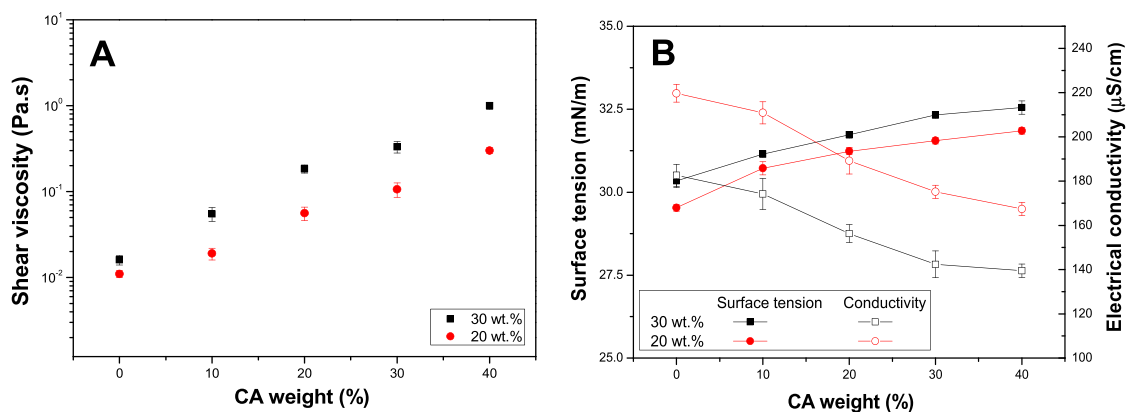 A
Shear viscosity (Pa.s)
10^1
10^0
10^-1
10^-2
0 10 20 30 40
CA weight (%)
30 wt.%
20 wt.%
B
Surface tension (mN/m)
35.0
32.5
30.0
27.5
25.0
Electrical conductivity (μS/cm)
240
220
200
180
160
140
120
100
0 10 20 30 40
CA weight (%)
Surface tension Conductivity
30 wt.%
20 wt.%